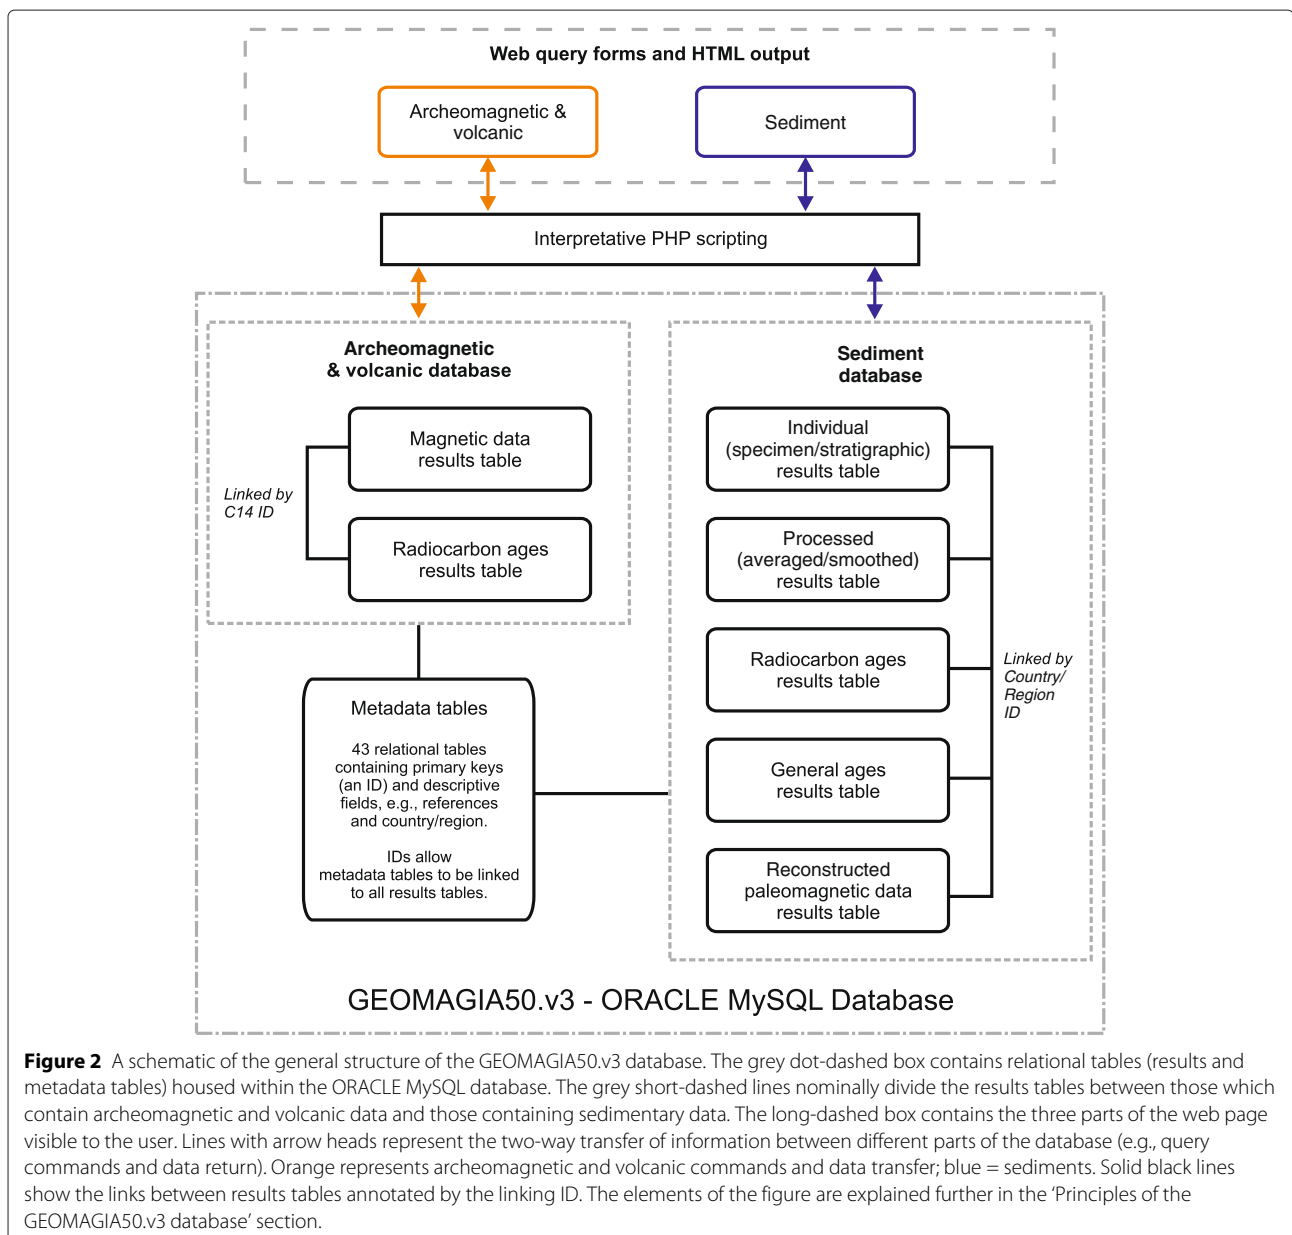 Web query forms and HTML output
Archeomagnetic &
volcanic
Sediment
Interpretative PHP scripting
Archeomagnetic
& volcanic database
Magnetic data
results table
Linked by
C14 ID
Radiocarbon ages
results table
Metadata tables
43 relational tables
containing primary keys
(an ID) and descriptive
fields, e.g., references
and country/region.
IDs allow
metadata tables to be linked
to all results tables.
Sediment
database
Individual
(specimen/stratigraphic)
results table
Processed
(averaged/smoothed)
results table
Radiocarbon ages
results table
Linked by
Country/
Region
ID
General ages
results table
Reconstructed
paleomagnetic data
results table
GEOMAGIA50.v3 - ORACLE MySQL Database
Figure 2 A schematic of the general structure of the GEOMAGIA50.v3 database. The grey dot-dashed box contains relational tables (results and
metadata tables) housed within the ORACLE MySQL database. The grey short-dashed lines nominally divide the results tables between those which
contain archeomagnetic and volcanic data and those containing sedimentary data. The long-dashed box contains the three parts of the web page
visible to the user. Lines with arrow heads represent the two-way transfer of information between different parts of the database (e.g., query
commands and data return). Orange represents archeomagnetic and volcanic commands and data transfer; blue = sediments. Solid black lines
show the links between results tables annotated by the linking ID. The elements of the figure are explained further in the ‘Principles of the
GEOMAGIA50.v3 database’ section.